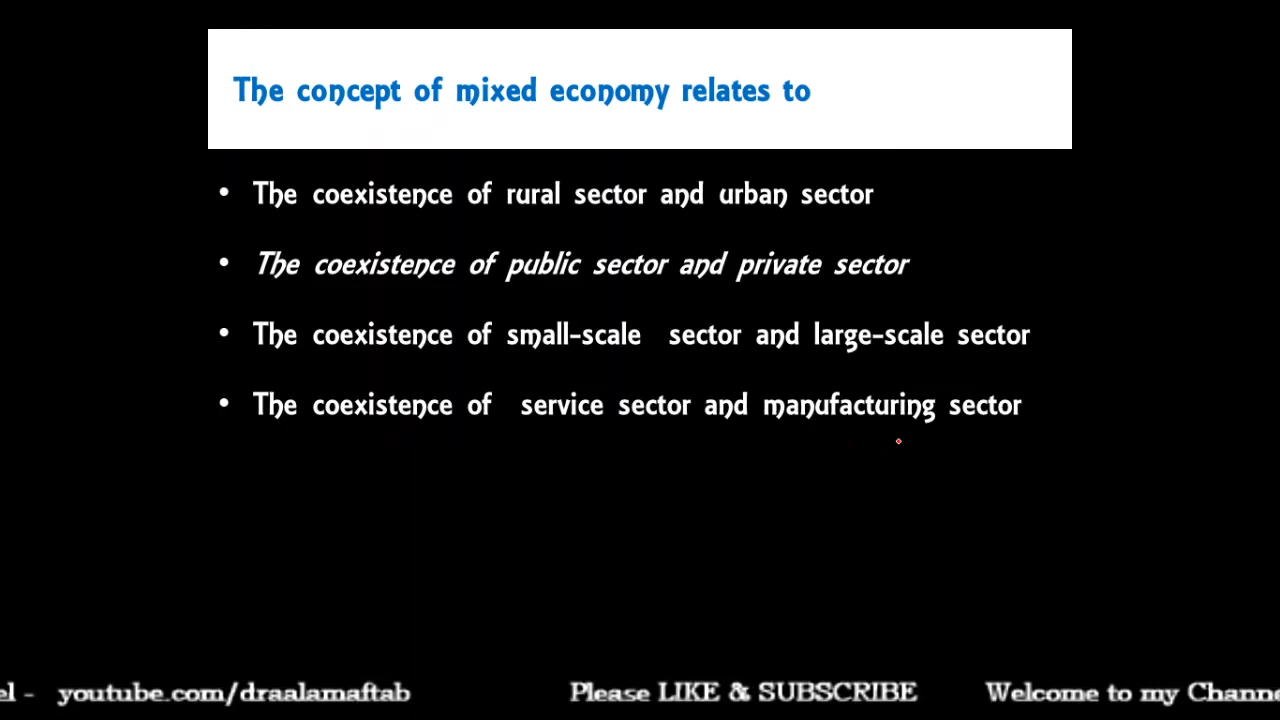 The concept of mixed economy relates to
• The coexistence of rural sector and urban sector
• The coexistence of public sector and private sector
• The coexistence of small-scale sector and large-scale sector
• The coexistence of service sector and manufacturing sector
el - youtube.com/draalamaftab Please LIKE & SUBSCRIBE Welcome to my Channe